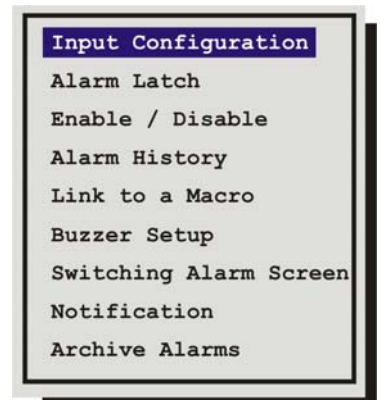 Input Configuration
Alarm Latch
Enable / Disable
Alarm History
Link to a Macro
Buzzer Setup
Switching Alarm Screen
Notification
Archive Alarms